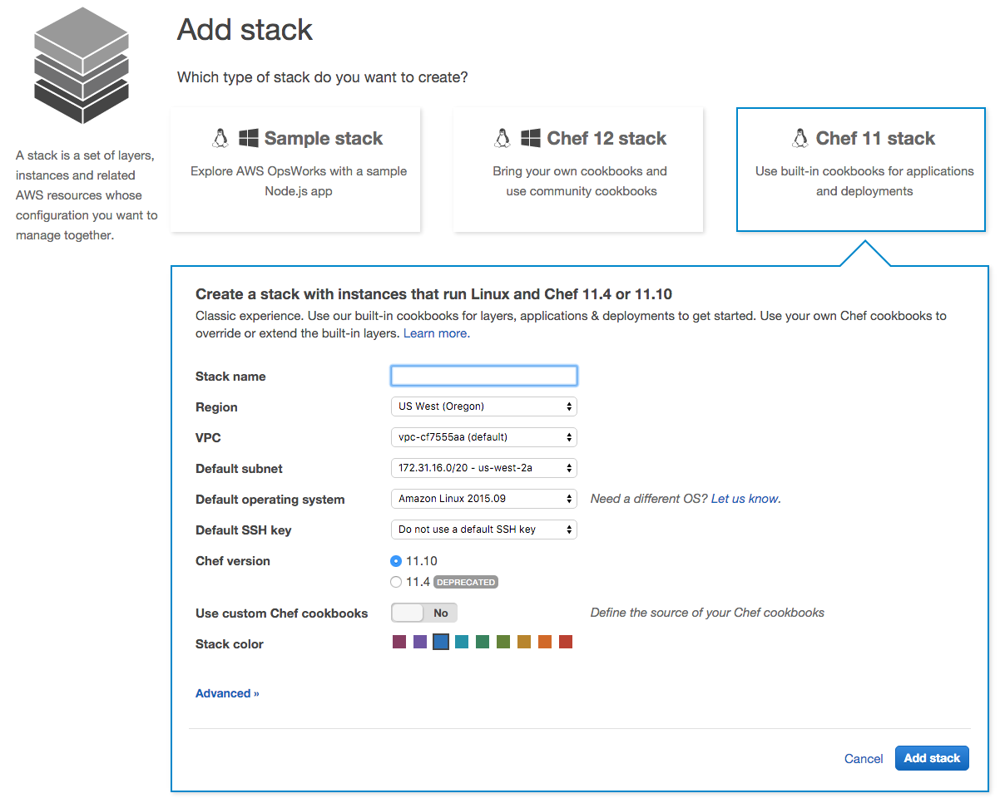 Add stack
Which type of stack do you want to create?
A stack is a set of layers,
instances and related
AWS resources whose
configuration you want to
manage together.
Sample stack
Explore AWS OpsWorks with a sample
Node.js app
Chef 12 stack
Bring your own cookbooks and
use community cookbooks
Chef 11 stack
Use built-in cookbooks for applications
and deployments
Create a stack with instances that run Linux and Chef 11.4 or 11.10
Classic experience. Use our built-in cookbooks for layers, applications & deployments to get started. Use your own Chef cookbooks to
override or extend the built-in layers. Learn more.
Stack name
Region US West (Oregon)
VPC vpc-cf7555aa (default)
Default subnet 172.31.16.0/20 - us-west-2a
Default operating system Amazon Linux 2015.09 Need a different OS? Let us know.
Default SSH key Do not use a default SSH key
Chef version 11.10
11.4 DEPRECATED
Use custom Chef cookbooks No Define the source of your Chef cookbooks
Stack color
Advanced »
Cancel Add stack